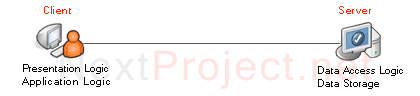 Client
Server
Presentation Logic
Application Logic
Data Access Logic
Data Storage